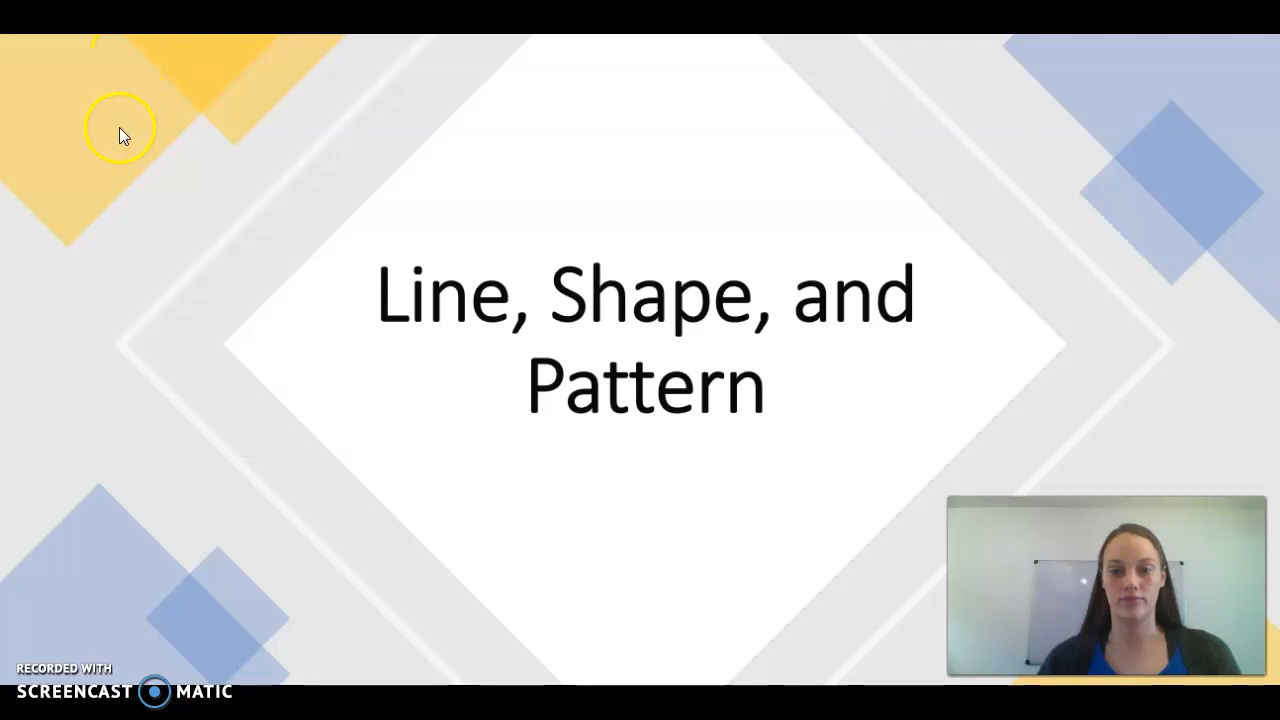 Line, Shape, and
Pattern
RECORDED WITH
SCREENCAST MATIC